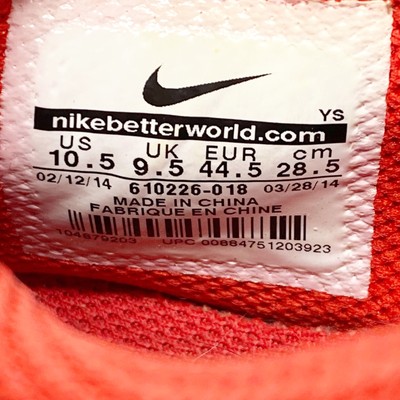 YS
nikebetterworld.com
US UK EUR cm
10.5 9.5 44.5 28.5
02/12/14 610226-018 03/28/14
MADE IN CHINA
FABRIQUE EN CHINE
104879203 UPC 00884751203923